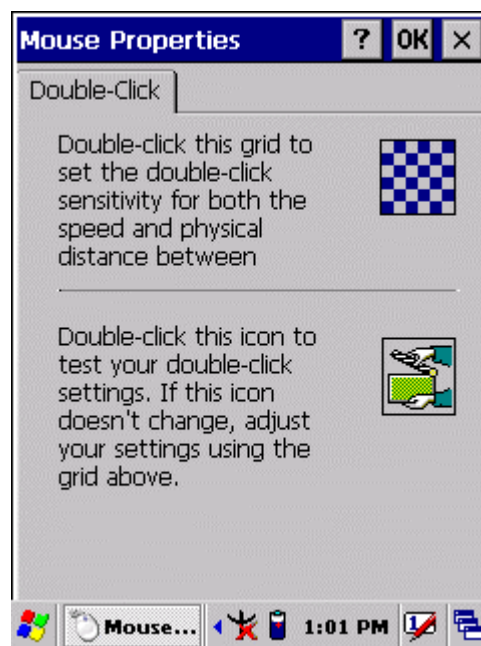 Mouse Properties ? OK ×
Double-Click
Double-click this grid to
set the double-click
sensitivity for both the
speed and physical
distance between
Double-click this icon to
test your double-click
settings. If this icon
doesn't change, adjust
your settings using the
grid above.
Mouse... 1:01 PM 1